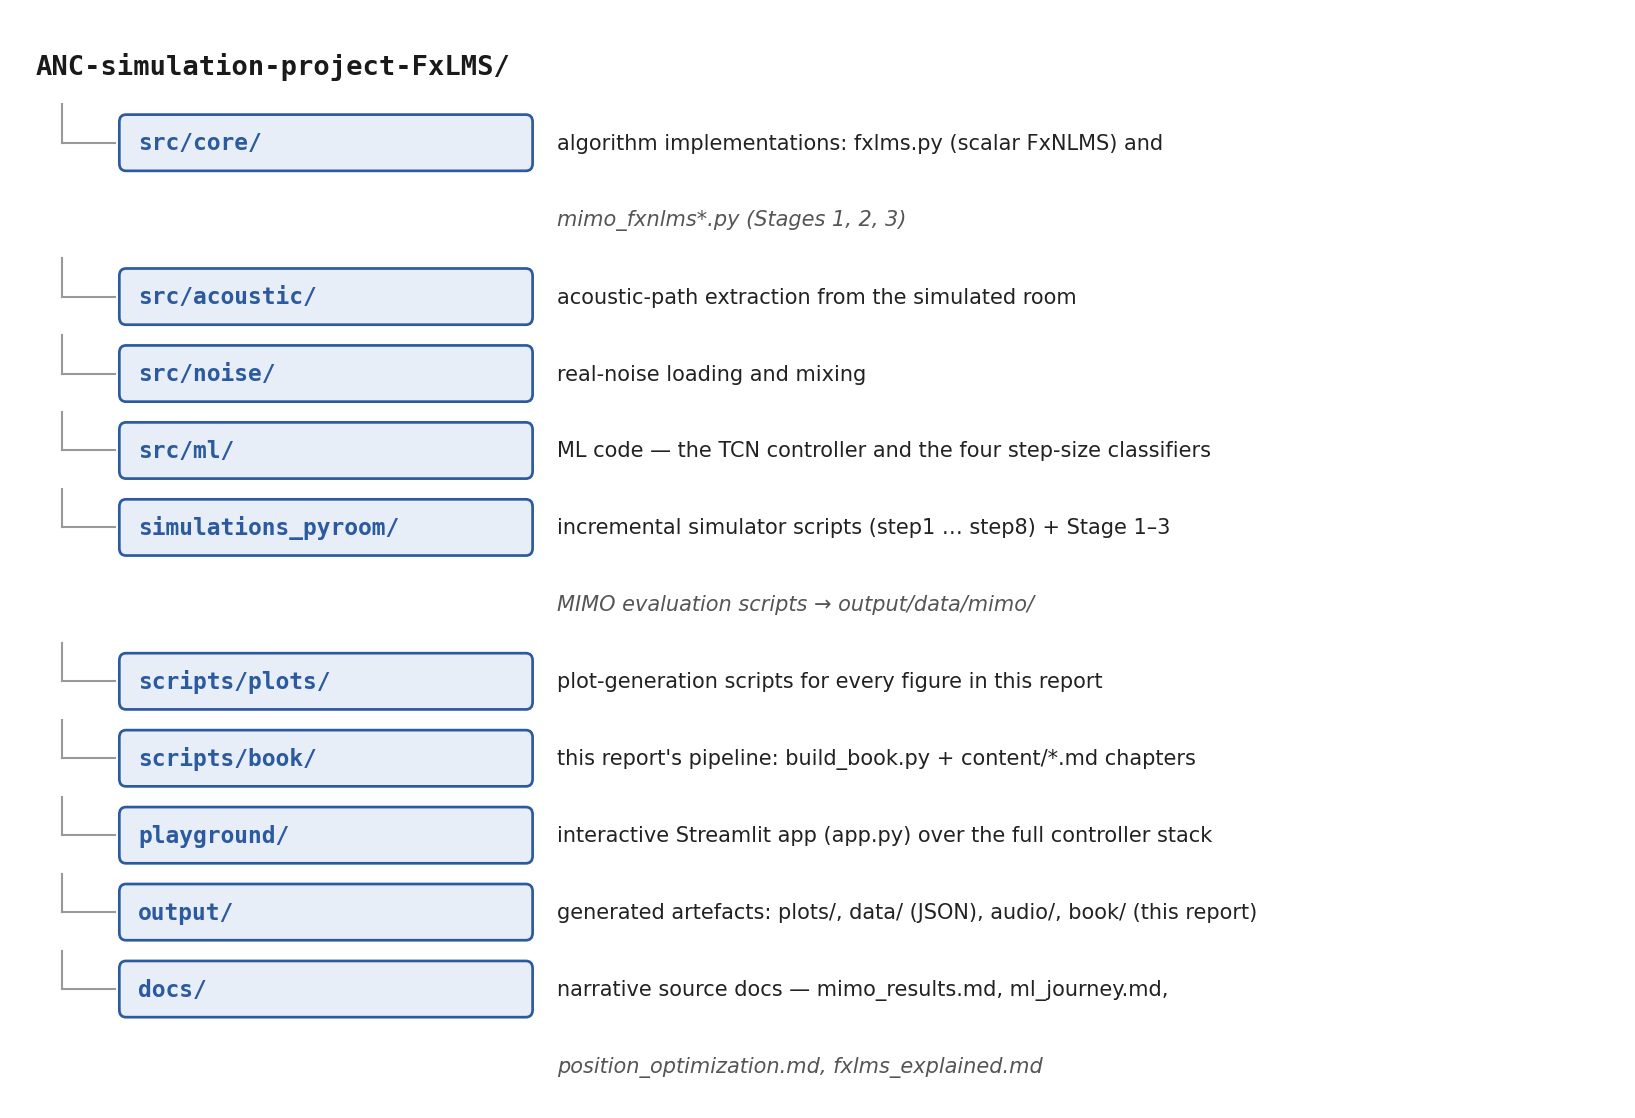 ANC-simulation-project-FxLMS/
src/core/ algorithm implementations: fxlms.py (scalar FxNLMS) and
mimo_fxnlms*.py (Stages 1, 2, 3)
src/acoustic/ acoustic-path extraction from the simulated room
src/noise/ real-noise loading and mixing
src/ml/ ML code — the TCN controller and the four step-size classifiers
simulations_pyroom/ incremental simulator scripts (step1 … step8) + Stage 1–3
MIMO evaluation scripts → output/data/mimo/
scripts/plots/ plot-generation scripts for every figure in this report
scripts/book/ this report's pipeline: build_book.py + content/*.md chapters
playground/ interactive Streamlit app (app.py) over the full controller stack
output/ generated artefacts: plots/, data/ (JSON), audio/, book/ (this report)
docs/ narrative source docs — mimo_results.md, ml_journey.md,
position_optimization.md, fxlms_explained.md